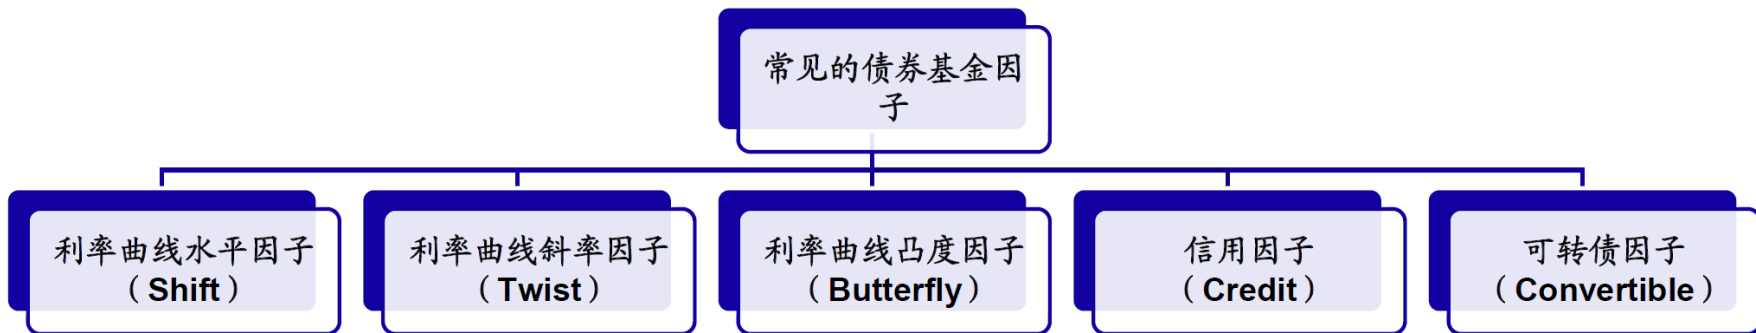 常见的债券基金因
子
利率曲线水平因子
（Shift）
利率曲线斜率因子
（Twist）
利率曲线凸度因子
（Butterfly）
信用因子
（Credit）
可转债因子
（Convertible）